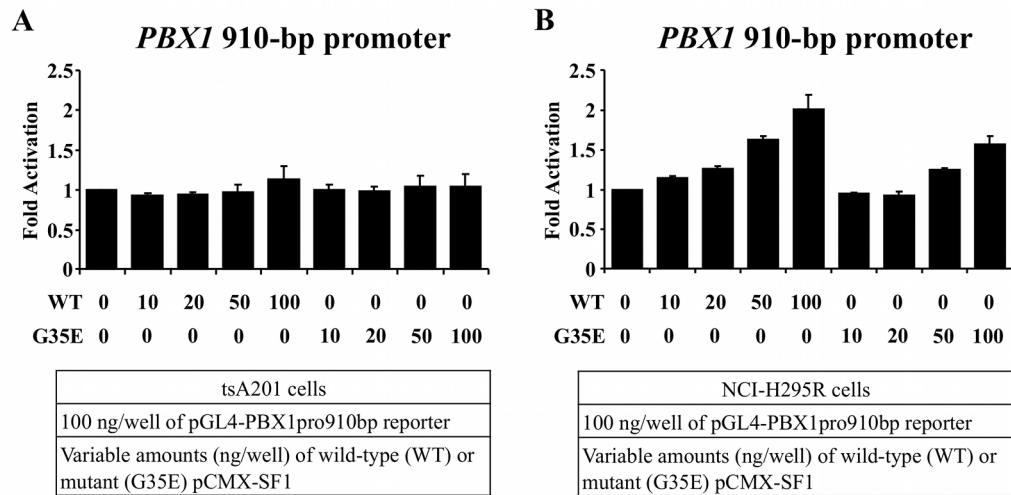 A
PBX1 910-bp promoter
Fold Activation
2.5
2
1.5
1
0.5
0
WT 0 10 20 50 100 0 0 0 0
G35E 0 0 0 0 0 10 20 50 100
tsA201 cells
100 ng/well of pGL4-PBX1pro910bp reporter
Variable amounts (ng/well) of wild-type (WT) or
mutant (G35E) pCMX-SF1
B
PBX1 910-bp promoter
Fold Activation
2.5
2
1.5
1
0.5
0
WT 0 10 20 50 100 0 0 0 0
G35E 0 0 0 0 0 10 20 50 100
NCI-H295R cells
100 ng/well of pGL4-PBX1pro910bp reporter
Variable amounts (ng/well) of wild-type (WT) or
mutant (G35E) pCMX-SF1